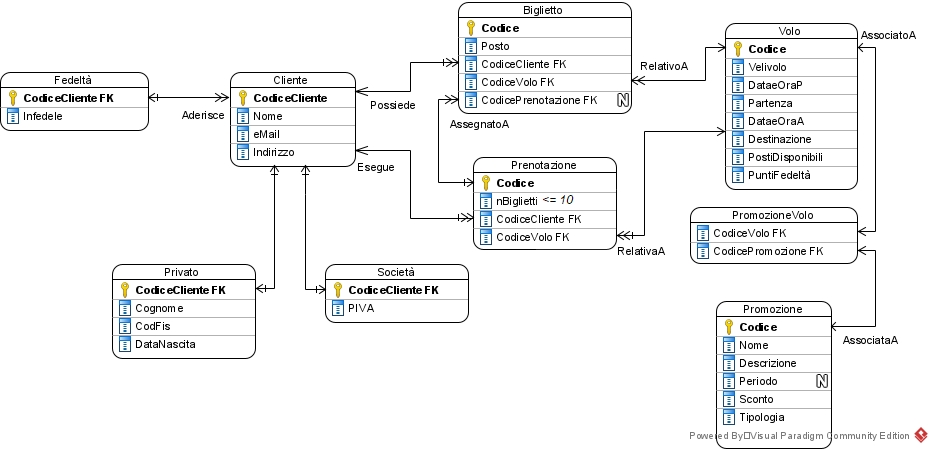 Biglietto
Codice
Posto
CodiceCliente FK
CodiceVolo FK
CodicePrenotazione FK N
Volo
Codice
Velivolo
DataeOraP
Partenza
DataeOraA
Destinazione
PostiDisponibili
PuntiFedeltà
AssociatoA
RelativoA
Fedeltà
CodiceCliente FK
Infedele
Aderisce
Cliente
CodiceCliente
Nome
eMail
Indirizzo
Possiede
AssegnatoA
Esegue
Prenotazione
Codice
nBiglietti <= 10
CodiceCliente FK
CodiceVolo FK
RelativaA
PromozioneVolo
CodiceVolo FK
CodicePromozione FK
Privato
CodiceCliente FK
Cognome
CodFis
DataNascita
Società
CodiceCliente FK
PIVA
Promozione
Codice
Nome
Descrizione
Periodo N
Sconto
Tipologia
AssociataA
Powered By Visual Paradigm Community Edition